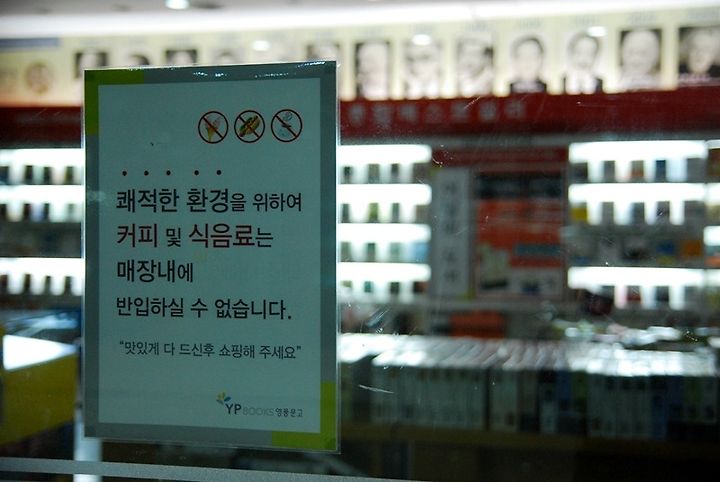 쾌적한 환경을 위하여
커피 및 식음료는
매장내에
반입하실 수 없습니다.
“맛있게 다 드신후 쇼핑해 주세요”
YP BOOKS 영풍문고